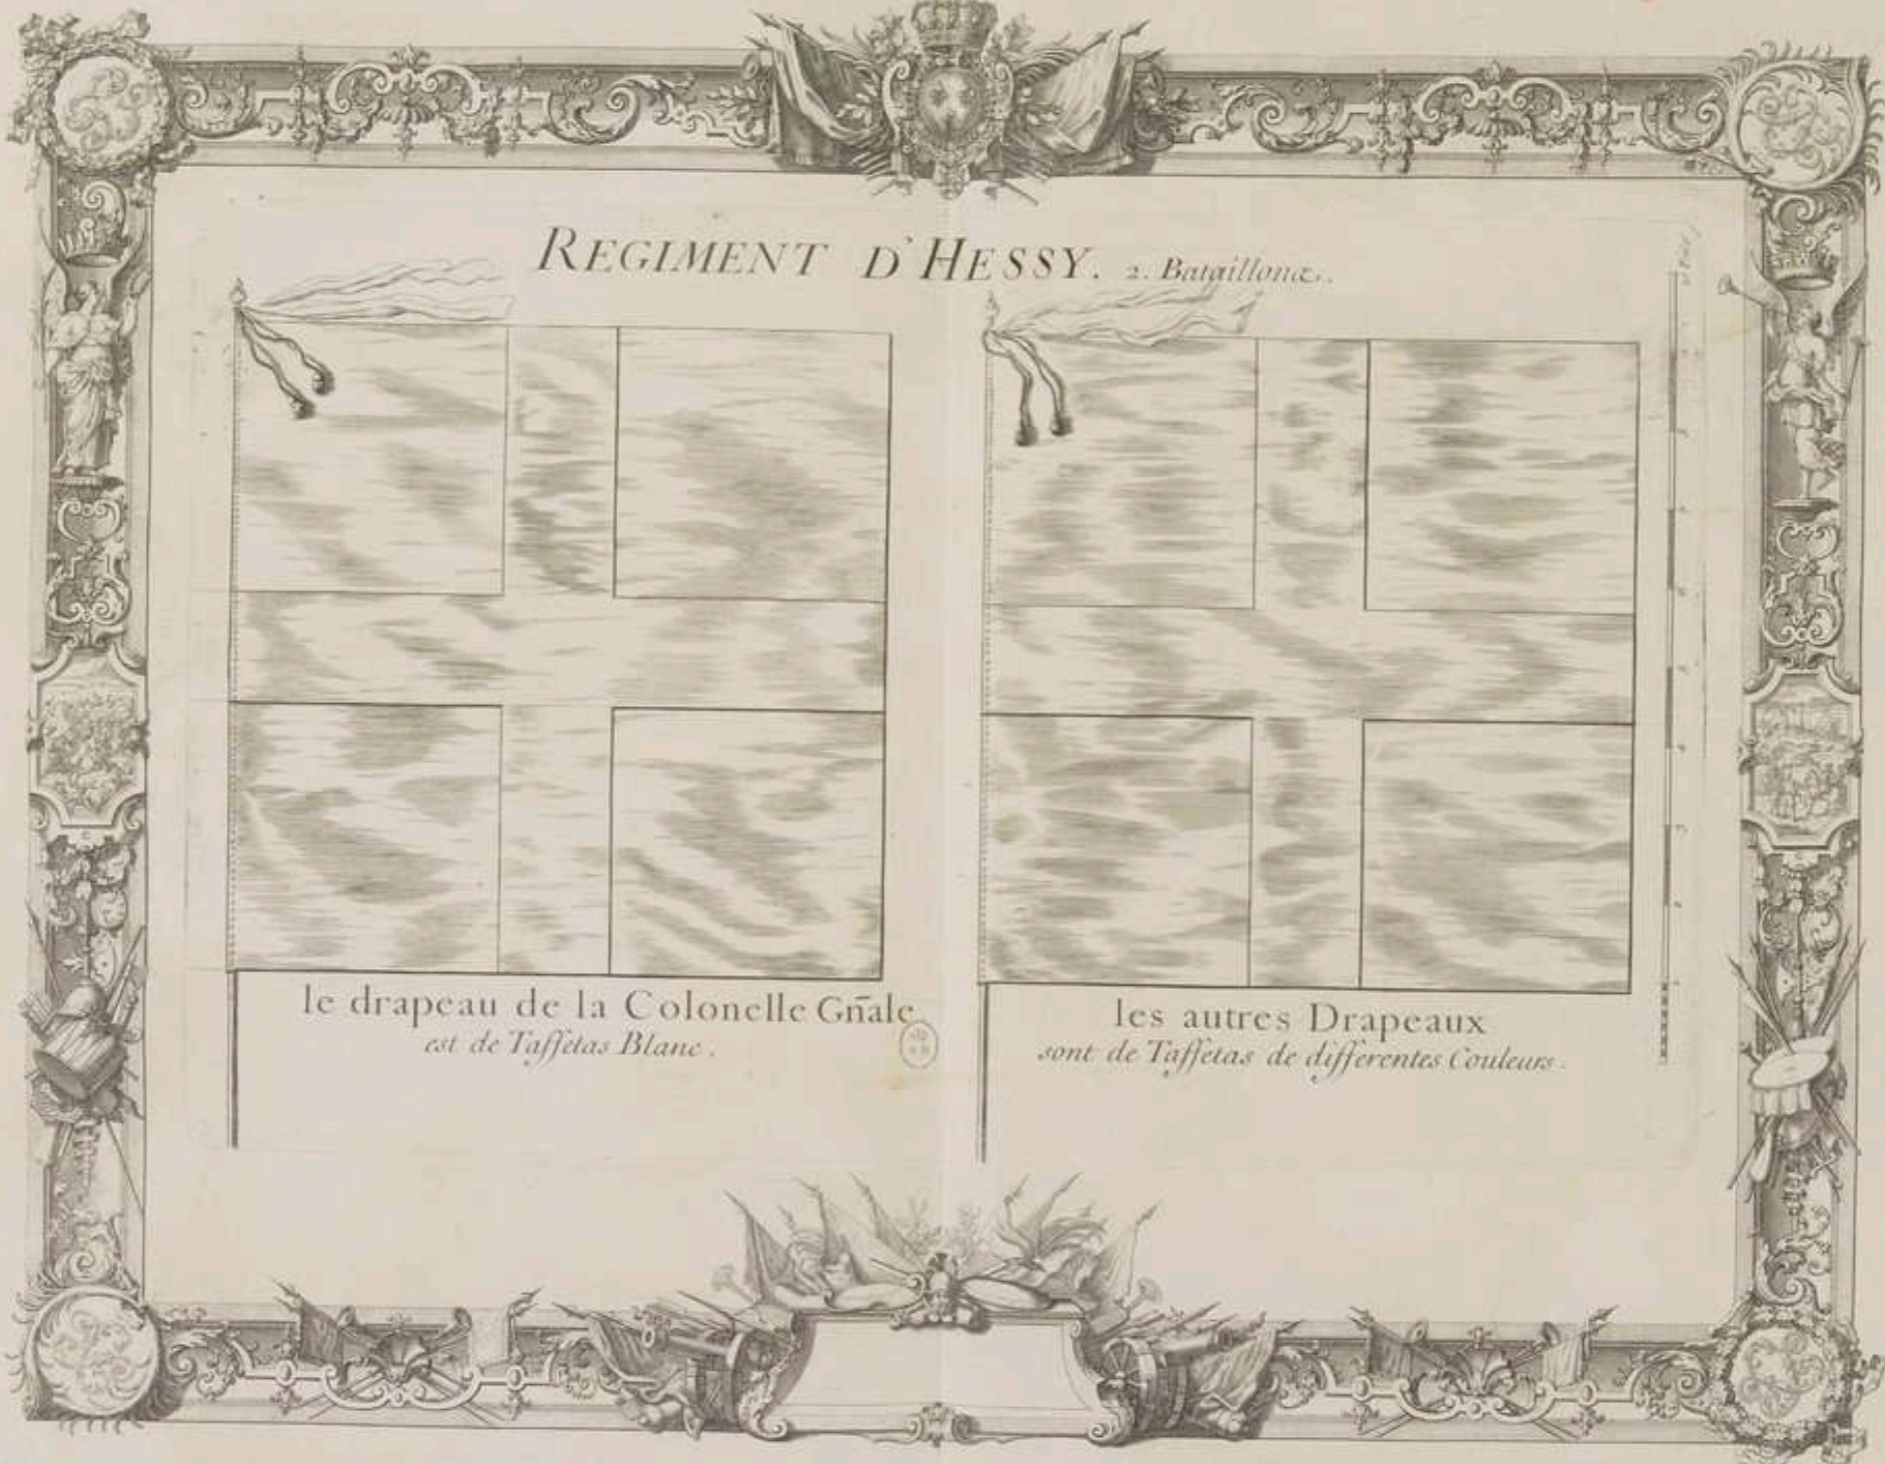 REGIMENT D'HESSY. 2. Bataillons.
le drapeau de la Colonelle Gñale
est de Taffetas Blanc.
les autres Drapeaux
sont de Taffetas de differentes Couleurs.